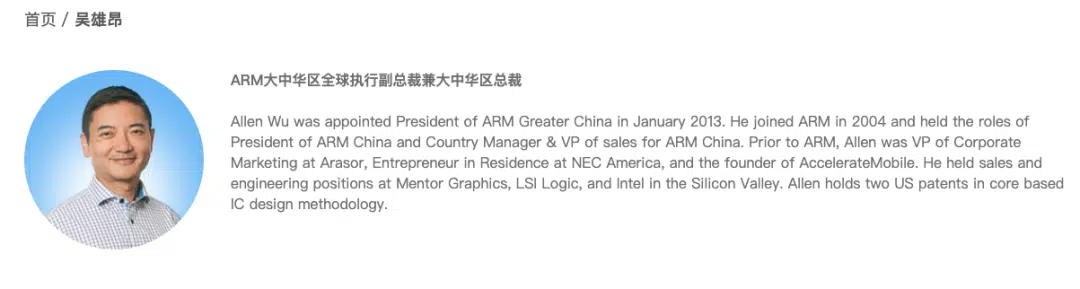 首页 / 吴雄昂
ARM大中华区全球执行副总裁兼大中华区总裁
Allen Wu was appointed President of ARM Greater China in January 2013. He joined ARM in 2004 and held the roles of
President of ARM China and Country Manager & VP of sales for ARM China. Prior to ARM, Allen was VP of Corporate
Marketing at Arasor, Entrepreneur in Residence at NEC America, and the founder of AccelerateMobile. He held sales and
engineering positions at Mentor Graphics, LSI Logic, and Intel in the Silicon Valley. Allen holds two US patents in core based
IC design methodology.